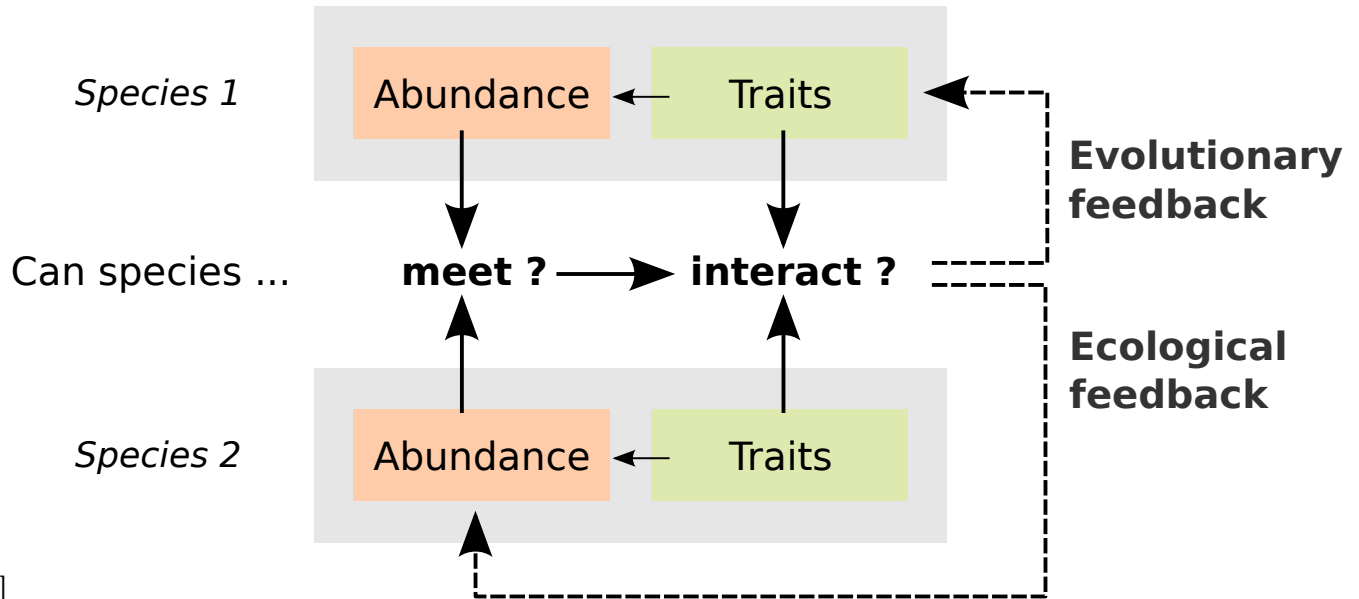 Species 1
Abundance
Traits
Evolutionary
feedback
Can species ...
meet ?
interact ?
Ecological
feedback
Species 2
Abundance
Traits
]